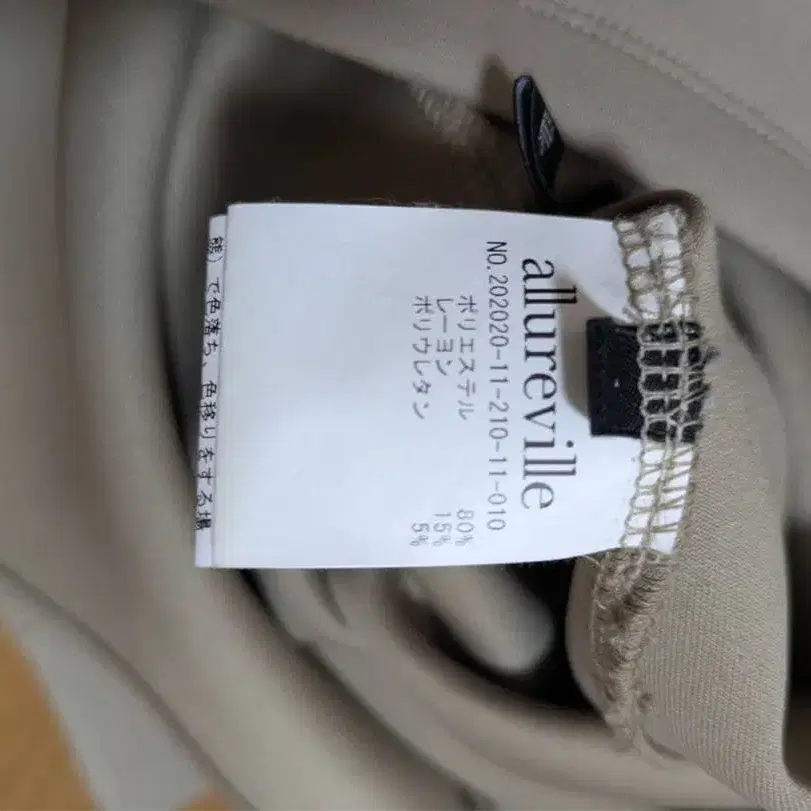 allureville
NO.202020-11-210-11-010
ポリエステル 80%
レーヨン 15%
ポリウレタン 5%
態）で色落ち、色移りをする場